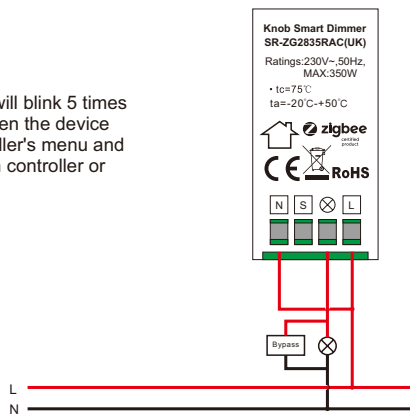 Knob Smart Dimmer
SR-ZG2835RAC(UK)
Ratings:230V~,50Hz,
MAX:350W
• tc=75℃
ta=-20℃-+50℃
zigbee
certified
product
CE RoHS
N S L
will blink 5 times
en the device
ller's menu and
controller or
Bypass
L
N